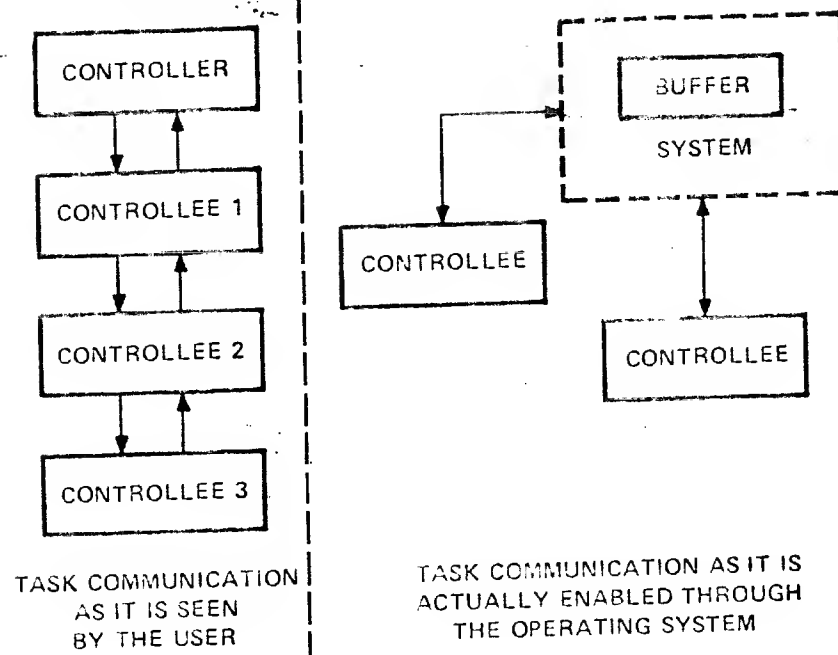 CONTROLLER
CONTROLLEE 1
CONTROLLEE 2
CONTROLLEE 3
TASK COMMUNICATION
AS IT IS SEEN
BY THE USER
BUFFER
SYSTEM
CONTROLLEE
CONTROLLEE
TASK COMMUNICATION AS IT IS
ACTUALLY ENABLED THROUGH
THE OPERATING SYSTEM